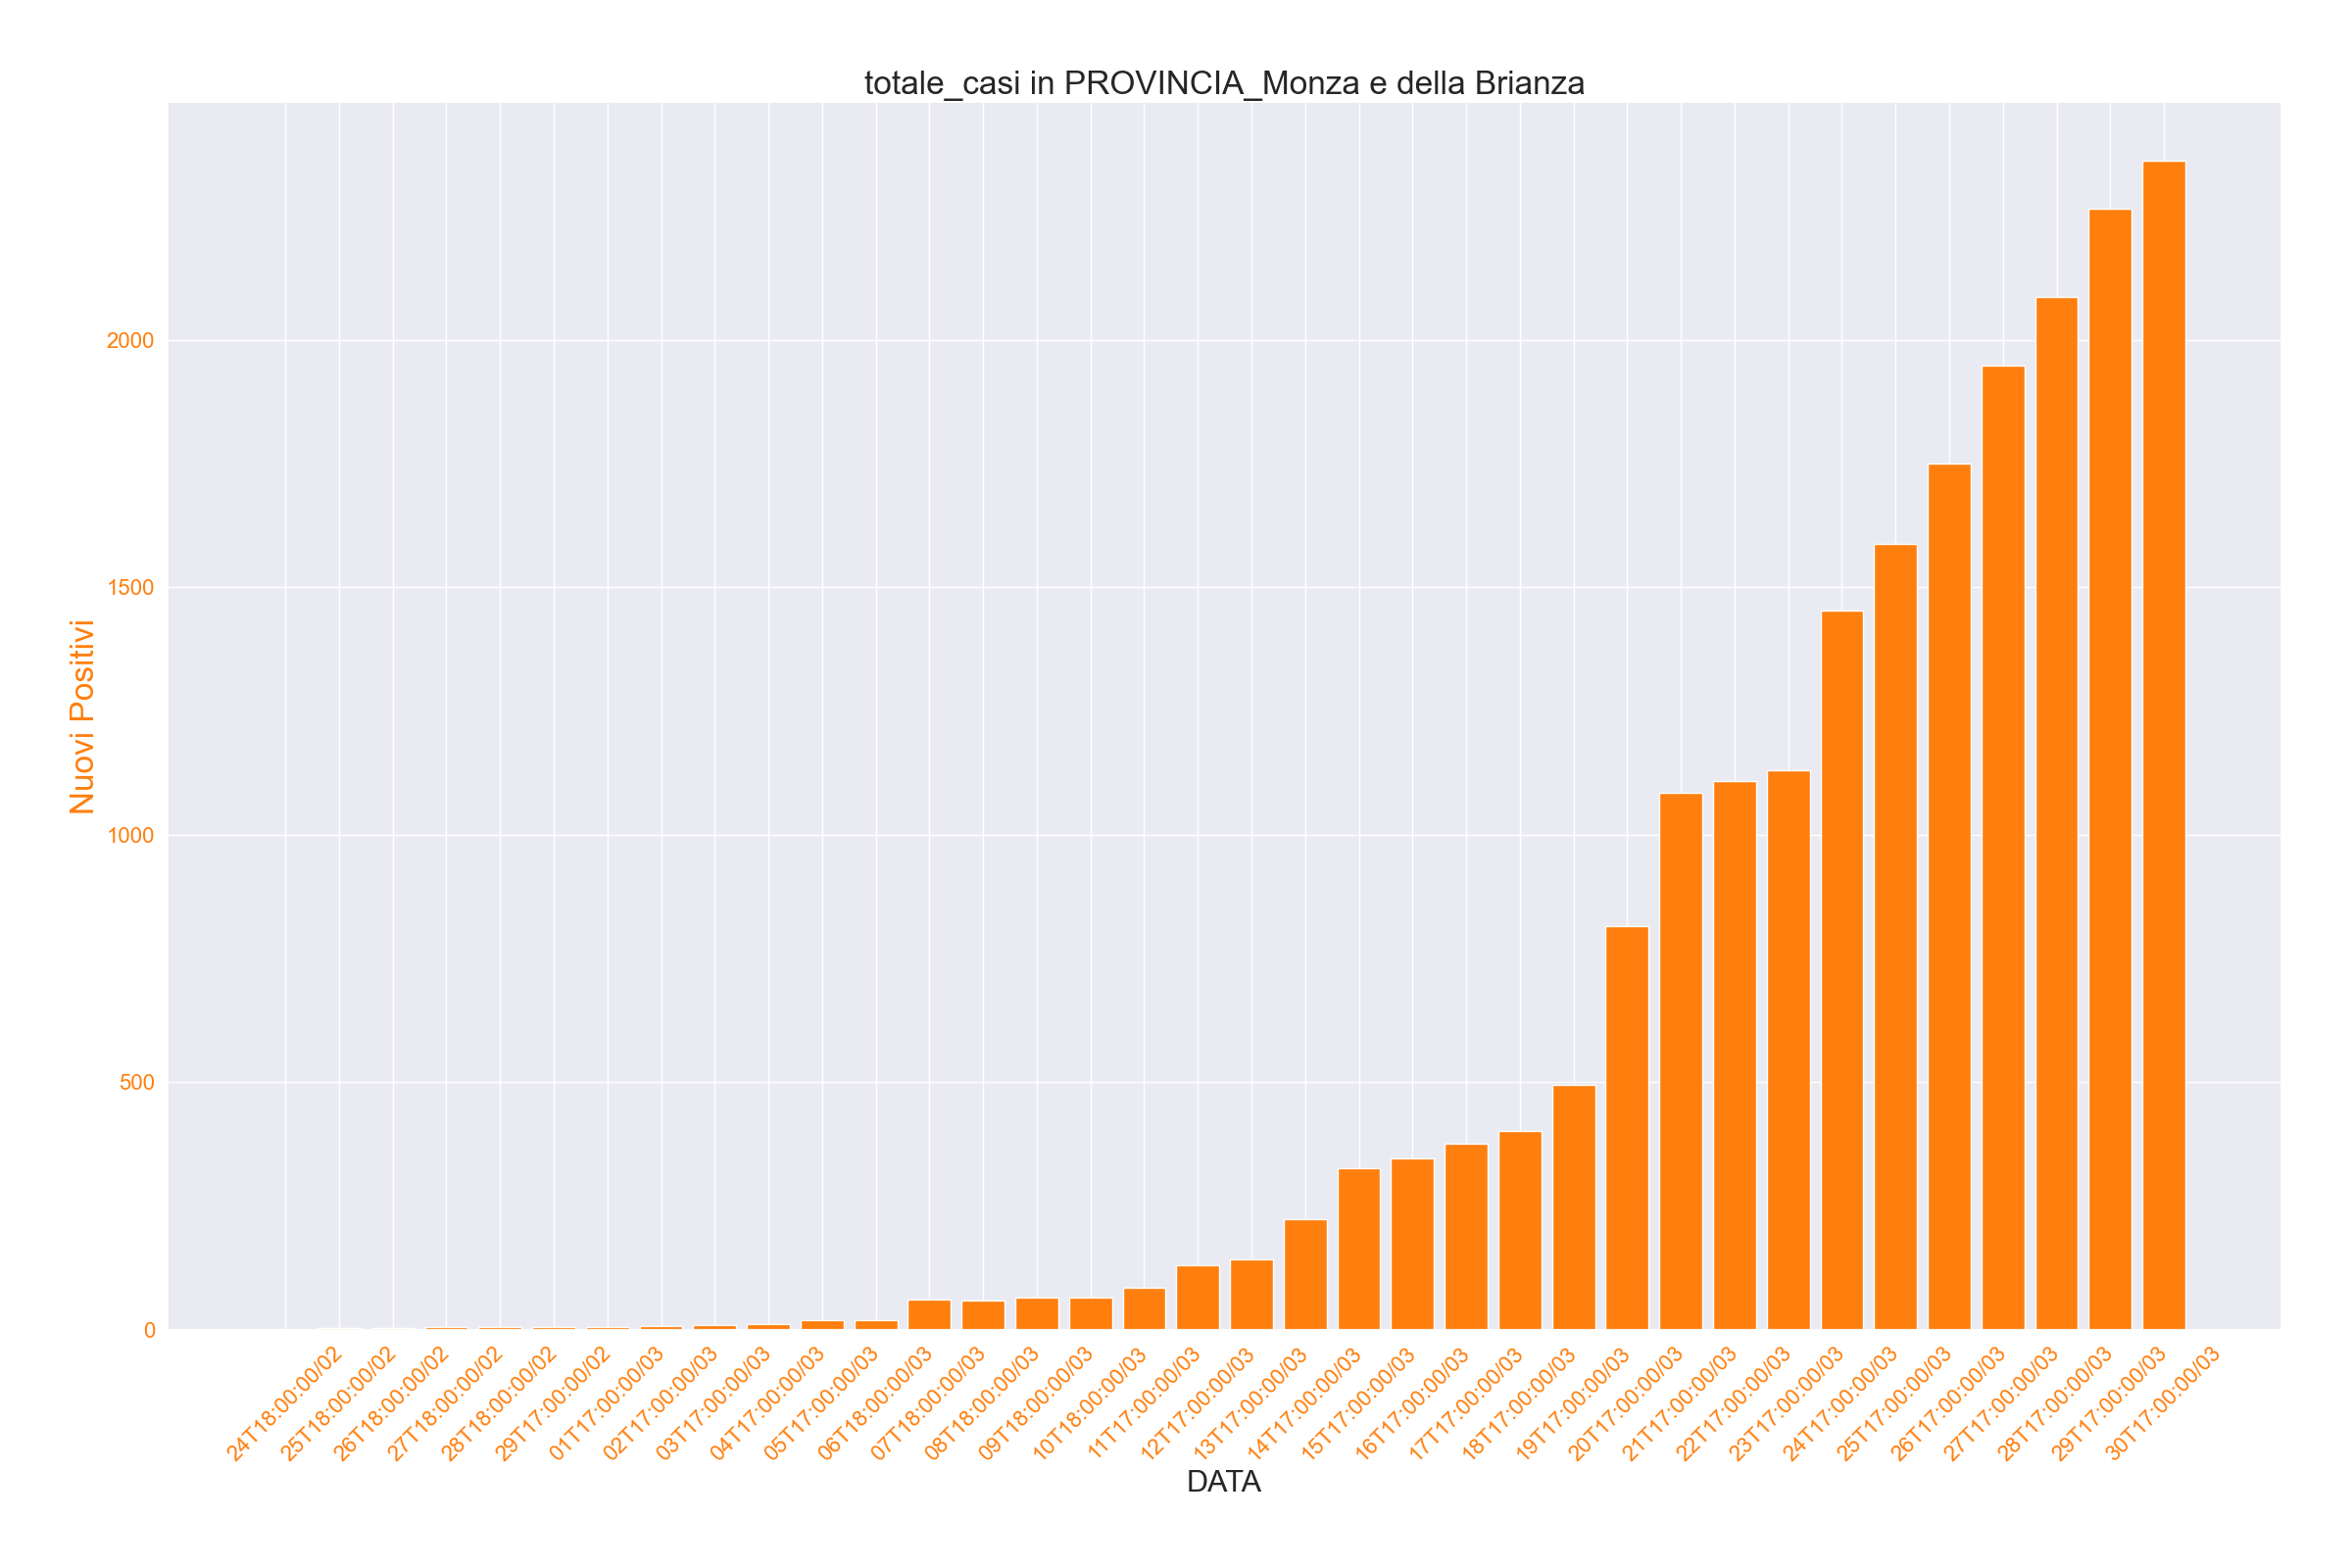 totale_casi in PROVINCIA_Monza e della Brianza
Nuovi Positivi
2000
1500
1000
500
0
24T18:00:00/02
25T18:00:00/02
26T18:00:00/02
27T18:00:00/02
28T18:00:00/02
29T17:00:00/02
01T17:00:00/03
02T17:00:00/03
03T17:00:00/03
04T17:00:00/03
05T17:00:00/03
06T18:00:00/03
07T18:00:00/03
08T18:00:00/03
09T18:00:00/03
10T18:00:00/03
11T17:00:00/03
12T17:00:00/03
13T17:00:00/03
14T17:00:00/03
15T17:00:00/03
16T17:00:00/03
17T17:00:00/03
18T17:00:00/03
19T17:00:00/03
20T17:00:00/03
21T17:00:00/03
22T17:00:00/03
23T17:00:00/03
24T17:00:00/03
25T17:00:00/03
26T17:00:00/03
27T17:00:00/03
28T17:00:00/03
29T17:00:00/03
30T17:00:00/03
DATA